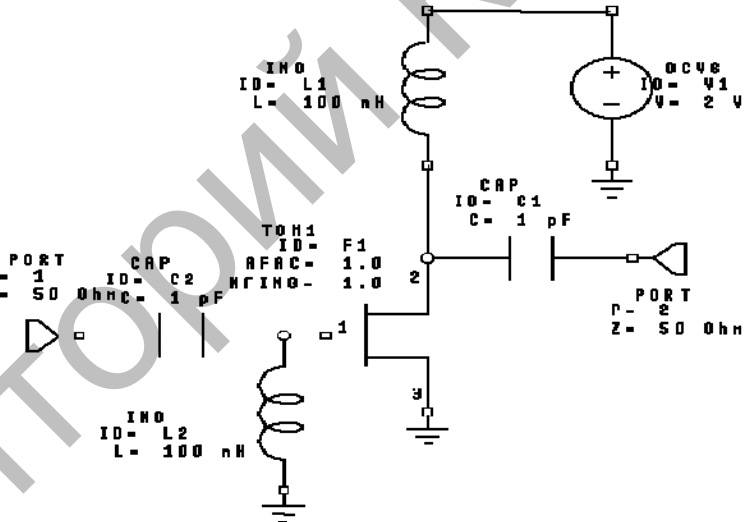 IND
ID= L1
L= 100 nH
DCVS
ID= V1
V= 2 V
CAP
ID= C1
C= 1 pF
TOM1
ID= F1
AFAC= 1.0
NFING= 1.0
2
1
3
PORT
= 1
= 50 Ohm
CAP
ID= C2
C= 1 pF
PORT
P= 2
Z= 50 Ohm
IND
ID= L2
L= 100 nH
торий